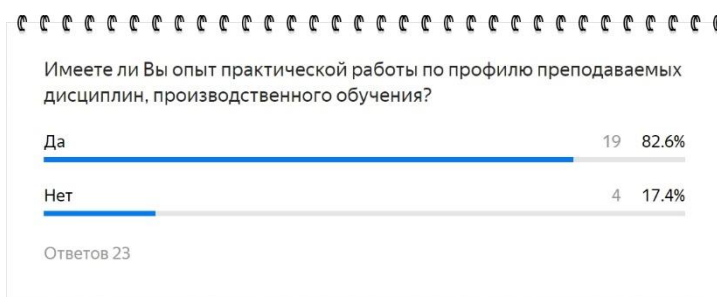 Имеете ли Вы опыт практической работы по профилю преподаваемых
дисциплин, производственного обучения?
Да 19 82.6%
Нет 4 17.4%
Ответов 23